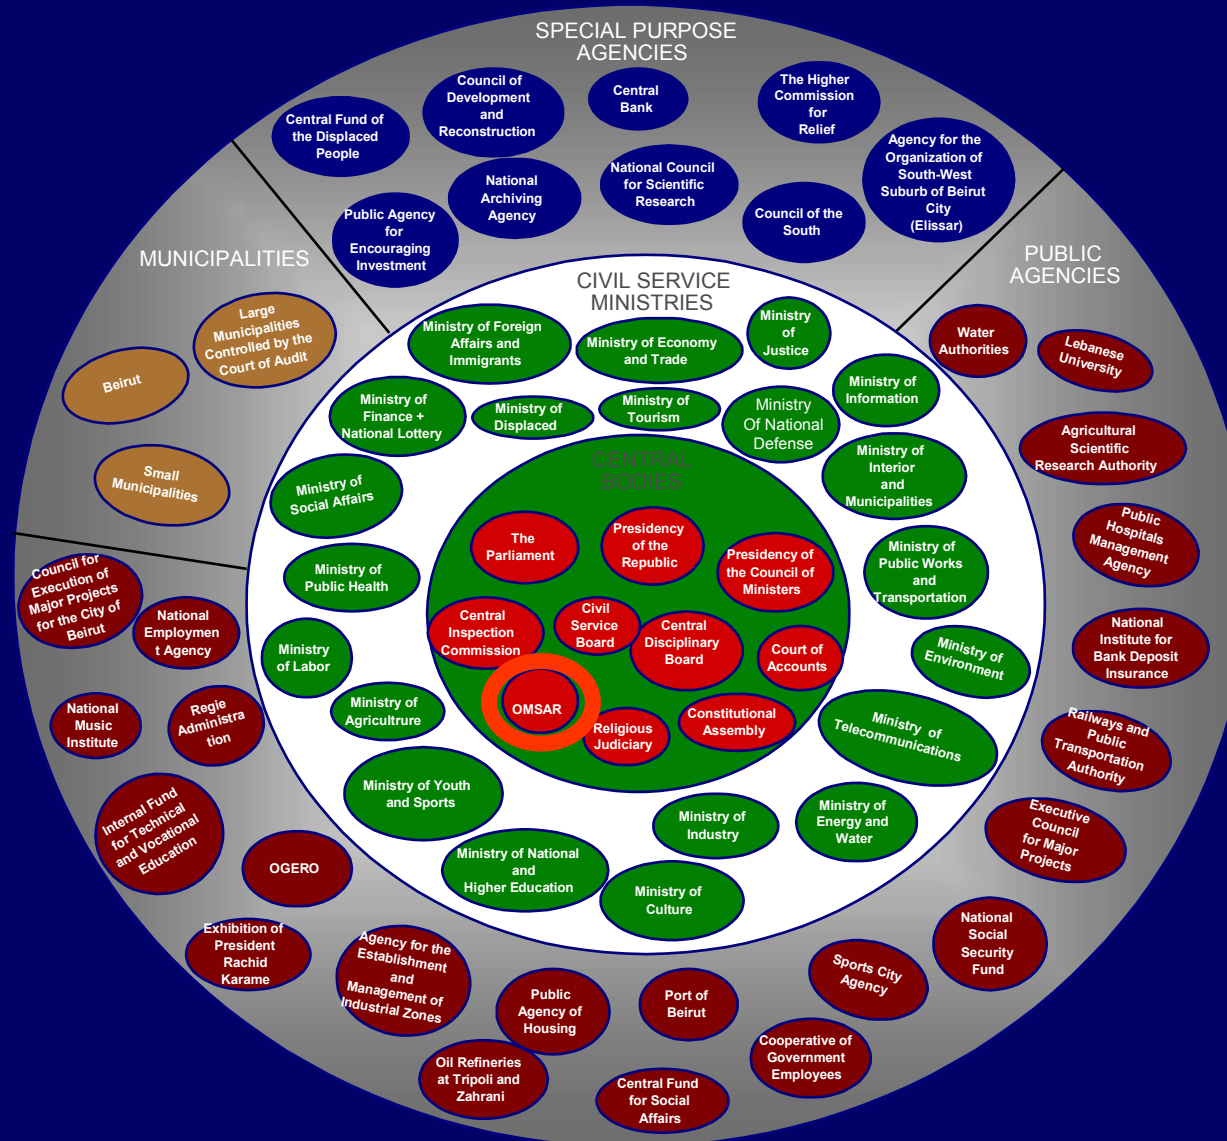 SPECIAL PURPOSE
AGENCIES
Central Fund of
the Displaced
People
Council of
Development
and
Reconstruction
Central
Bank
The Higher
Commission
for
Relief
Agency for the
Organization of
South-West
Suburb of Beirut
City
(Elissar)
Public Agency
for
Encouraging
Investment
National
Archiving
Agency
National Council
for Scientific
Research
Council of the
South
MUNICIPALITIES
Large
Municipalities
Controlled by the
Court of Audit
Beirut
Small
Municipalities
PUBLIC
AGENCIES
Water
Authorities
Lebanese
University
Agricultural
Scientific
Research Authority
Public
Hospitals
Management
Agency
National
Institute for
Bank Deposit
Insurance
Railways and
Public
Transportation
Authority
Executive
Council
for Major
Projects
National
Social
Security
Fund
Sports City
Agency
Cooperative of
Government
Employees
Port of
Beirut
Central Fund
for Social
Affairs
Public
Agency of
Housing
Oil Refineries
at Tripoli and
Zahrani
Agency for the
Establishment
and
Management of
Industrial Zones
Exhibition of
President
Rachid
Karame
OGERO
Internal Fund
for Technical
and Vocational
Education
Regie
Administra
tion
National
Music
Institute
National
Employmen
t Agency
Council for
Execution of
Major Projects
for the City of
Beirut
CIVIL SERVICE
MINISTRIES
Ministry of Foreign
Affairs and
Immigrants
Ministry of Economy
and Trade
Ministry
of
Justice
Ministry of
Information
Ministry of
Finance +
National Lottery
Ministry of
Displaced
Ministry of
Tourism
Ministry
Of National
Defense
Ministry of
Interior
and
Municipalities
Ministry of
Social Affairs
Ministry of
Public Health
Ministry of
Public Works
and
Transportation
Ministry
of Labor
Ministry of
Environment
Ministry of
Agriculture
Ministry of
Telecommunications
Ministry of Youth
and Sports
Ministry of
Industry
Ministry of
Energy and
Water
Ministry of National
and
Higher Education
Ministry of
Culture
CENTRAL
BODIES
The
Parliament
Presidency
of the
Republic
Presidency of
the Council of
Ministers
Central
Inspection
Commission
Civil
Service
Board
Central
Disciplinary
Board
Court of
Accounts
OMSAR
Religious
Judiciary
Constitutional
Assembly